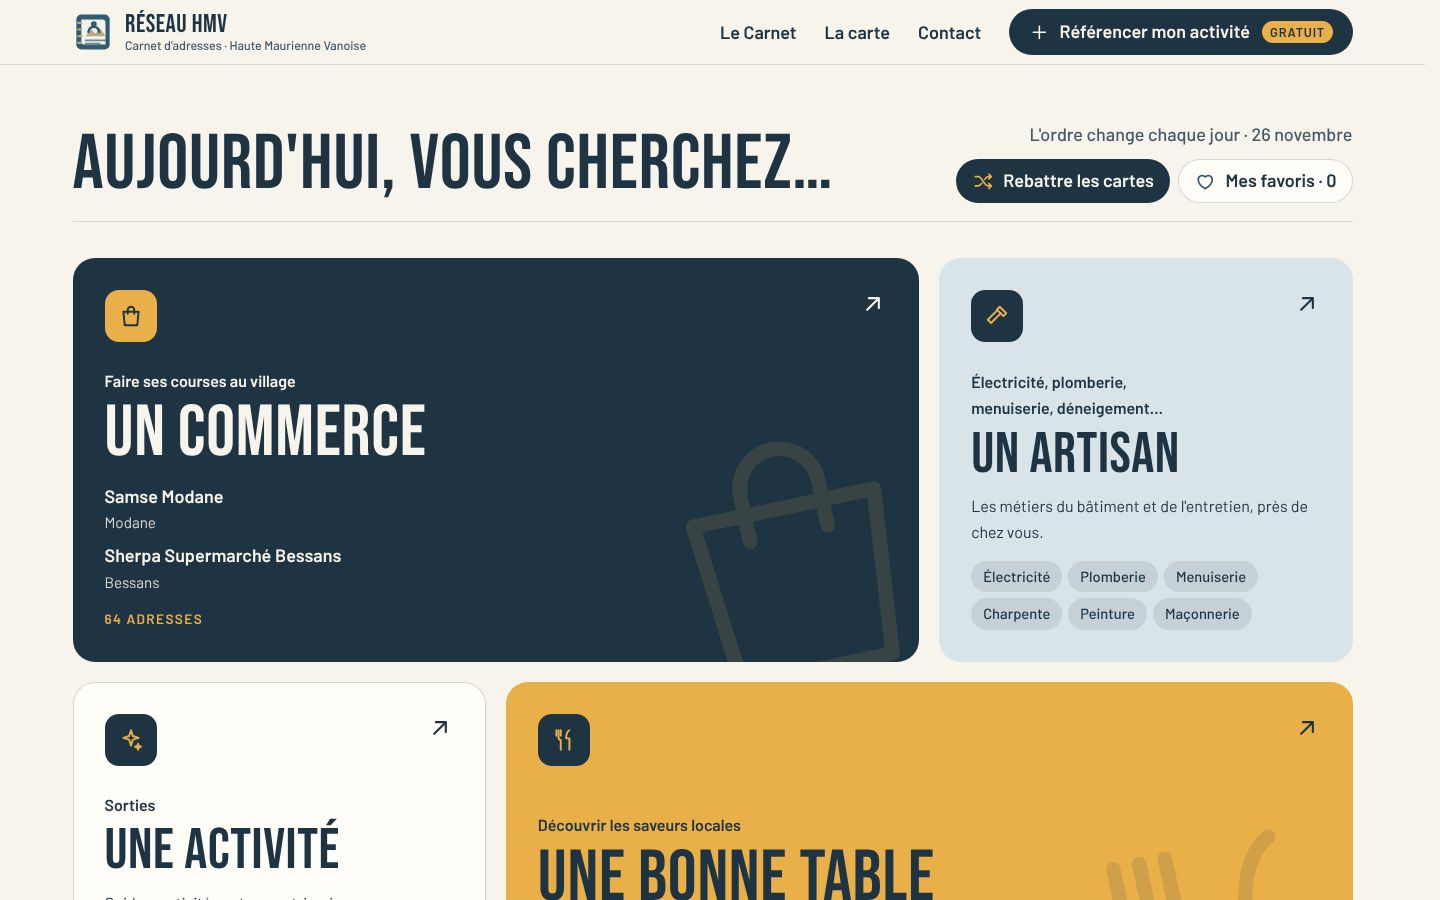 RÉSEAU HMV
Carnet d'adresses · Haute Maurienne Vanoise
Le Carnet
La carte
Contact
Référencer mon activité
GRATUIT
AUJOURD'HUI, VOUS CHERCHEZ...
L'ordre change chaque jour · 26 novembre
Rebattre les cartes
Mes favoris · 0
Faire ses courses au village
UN COMMERCE
Samse Modane
Modane
Sherpa Supermarché Bessans
Bessans
64 ADRESSES
Électricité, plomberie,
menuiserie, déneigement...
UN ARTISAN
Les métiers du bâtiment et de l'entretien, près de
chez vous.
Électricité
Plomberie
Menuiserie
Charpente
Peinture
Maçonnerie
Sorties
UNE ACTIVITÉ
Découvrir les saveurs locales
UNE BONNE TABLE